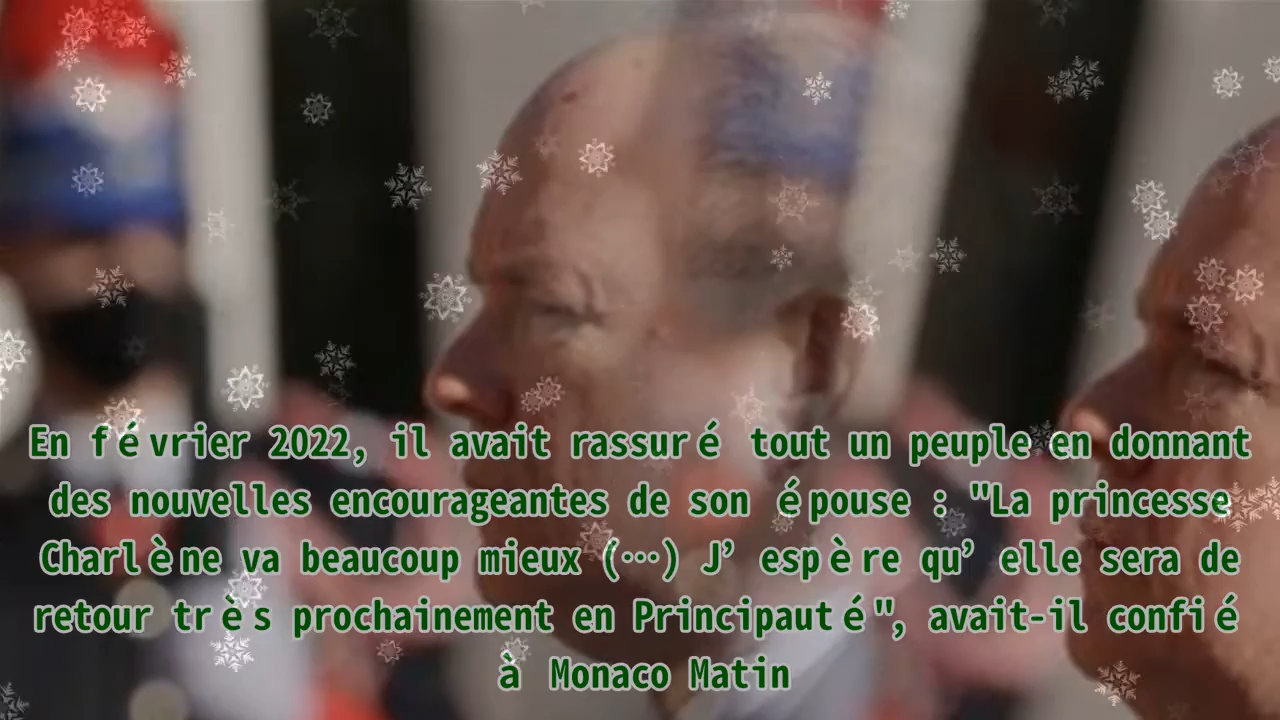 En février 2022, il avait rassuré tout un peuple en donnant
des nouvelles encourageantes de son épouse : "La princesse
Charlène va beaucoup mieux (…) J’ espère qu’ elle sera de
retour très prochainement en Principauté", avait-il confié
à Monaco Matin